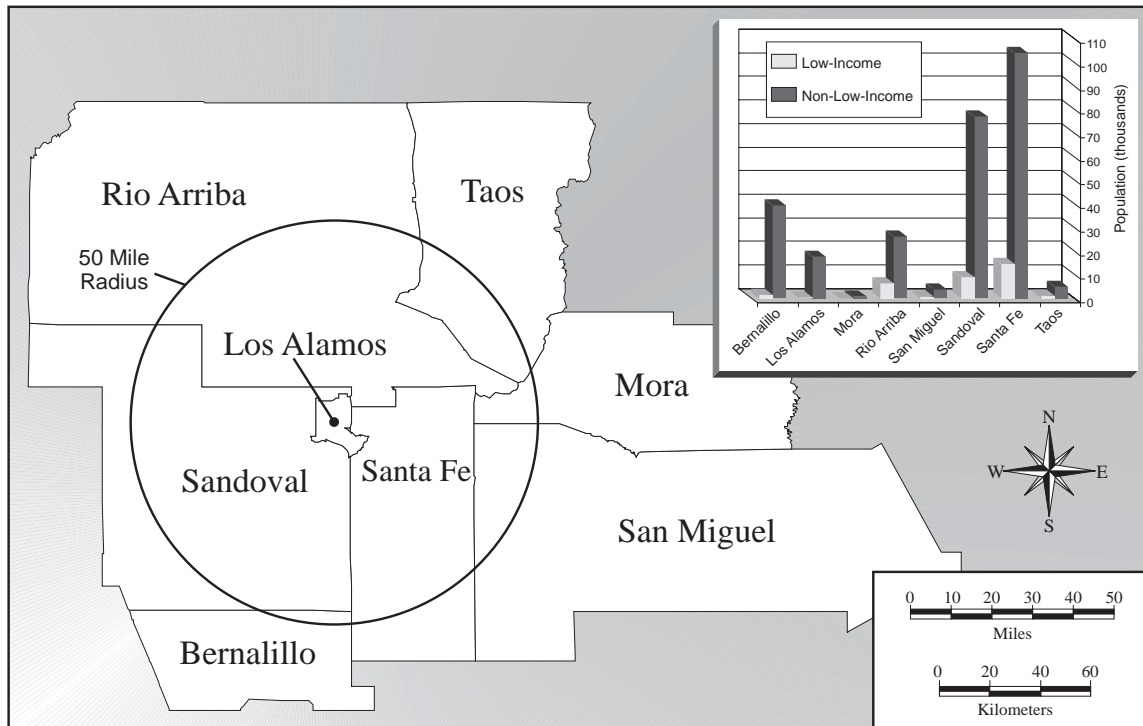 Rio Arriba
Taos
50 Mile
Radius
Los Alamos
Mora
Sandoval
Santa Fe
San Miguel
Bernalillo
Low-Income
Non-Low-Income
110
100
90
80
70
60
50
40
30
20
10
0
Population (thousands)
Bernalillo
Los Alamos
Mora
Rio Arriba
San Miguel
Sandoval
Santa Fe
Taos
N
W E
S
0 10 20 30 40 50
Miles
0 20 40 60
Kilometers